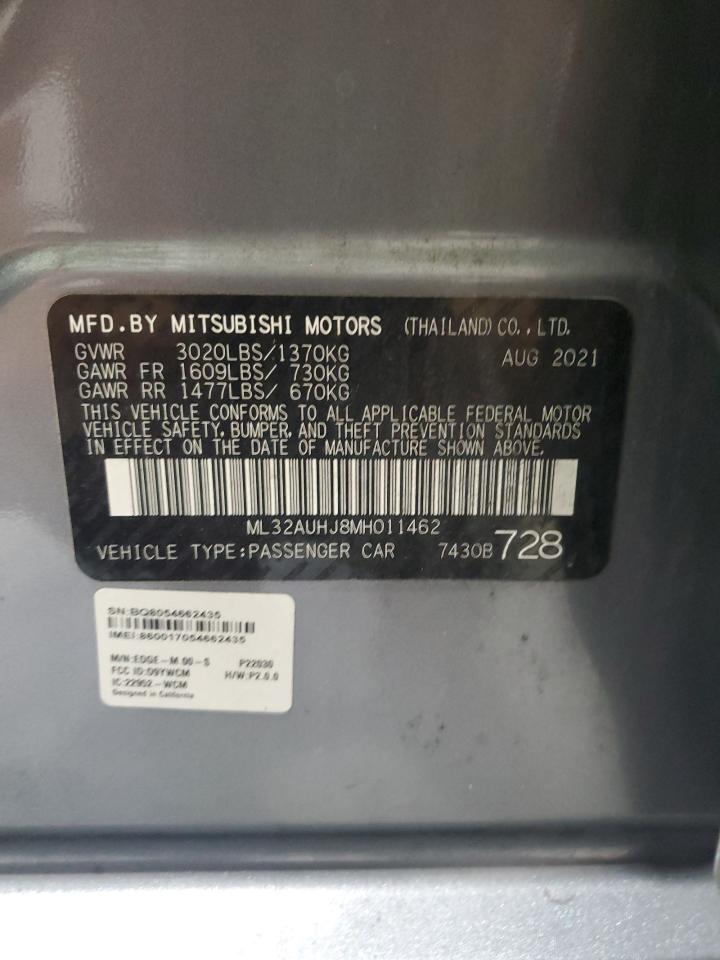 MFD.BY MITSUBISHI MOTORS (THAILAND)CO.,LTD.
GVWR 3020LBS/1370KG AUG 2021
GAWR FR 1609LBS/ 730KG
GAWR RR 1477LBS/ 670KG
THIS VEHICLE CONFORMS TO ALL APPLICABLE FEDERAL MOTOR
VEHICLE SAFETY, BUMPER, AND THEFT PREVENTION STANDARDS
IN EFFECT ON THE DATE OF MANUFACTURE SHOWN ABOVE.
ML32AUHJ8MH011462
VEHICLE TYPE:PASSENGER CAR 7430B 728
SN:BQ8054662435
IMEI:860017054662435
M/N:EDGE-M 00-S P22030
FCC ID:O9YWCM H/W:P2.0.0
IC:22902-WCM
Designed in California